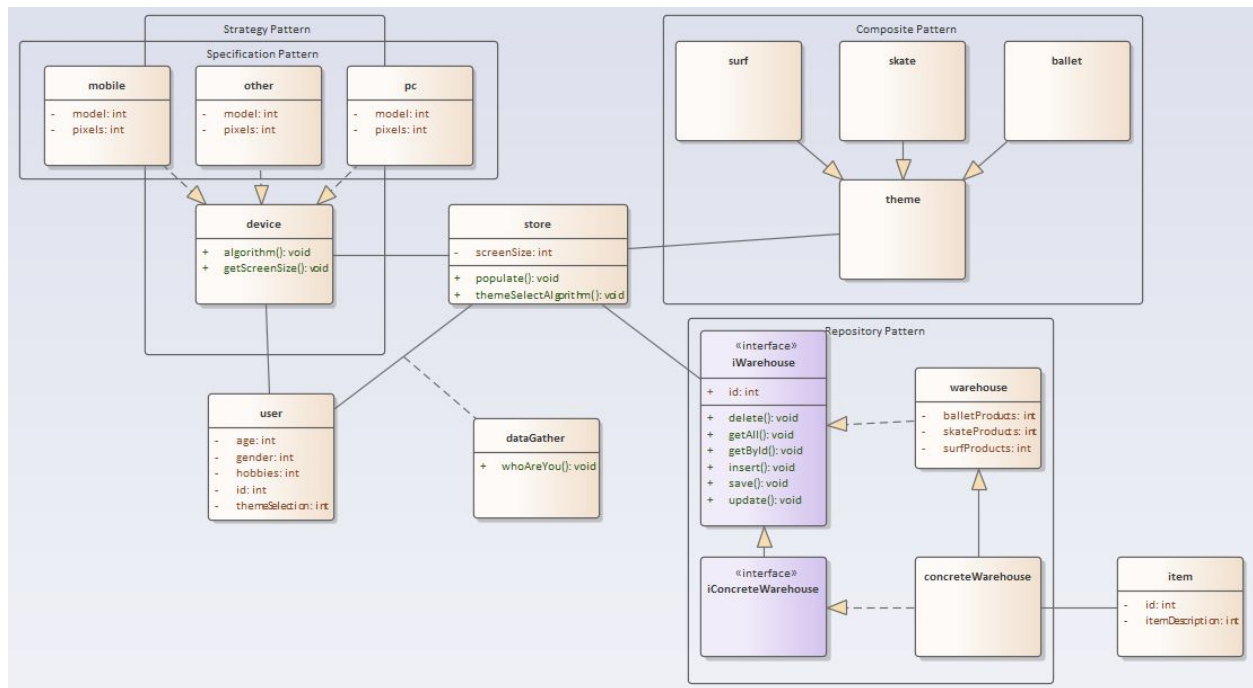 Strategy Pattern
Specification Pattern
mobile
- model: int
- pixels: int
other
- model: int
- pixels: int
pc
- model: int
- pixels: int
device
+ algorithm(): void
+ getScreenSize(): void
store
- screenSize: int
+ populate(): void
+ themeSelectAlgorithm(): void
user
- age: int
- gender: int
- hobbies: int
- id: int
- themeSelection: int
dataGather
+ whoAreYou(): void
Composite Pattern
surf
skate
ballet
theme
Repository Pattern
«interface»
iWarehouse
+ id: int
+ delete(): void
+ getAll(): void
+ getById(): void
+ insert(): void
+ save(): void
+ update(): void
warehouse
- balletProducts: int
- skateProducts: int
- surfProducts: int
«interface»
iConcreteWarehouse
concreteWarehouse
item
- id: int
- itemDescription: int